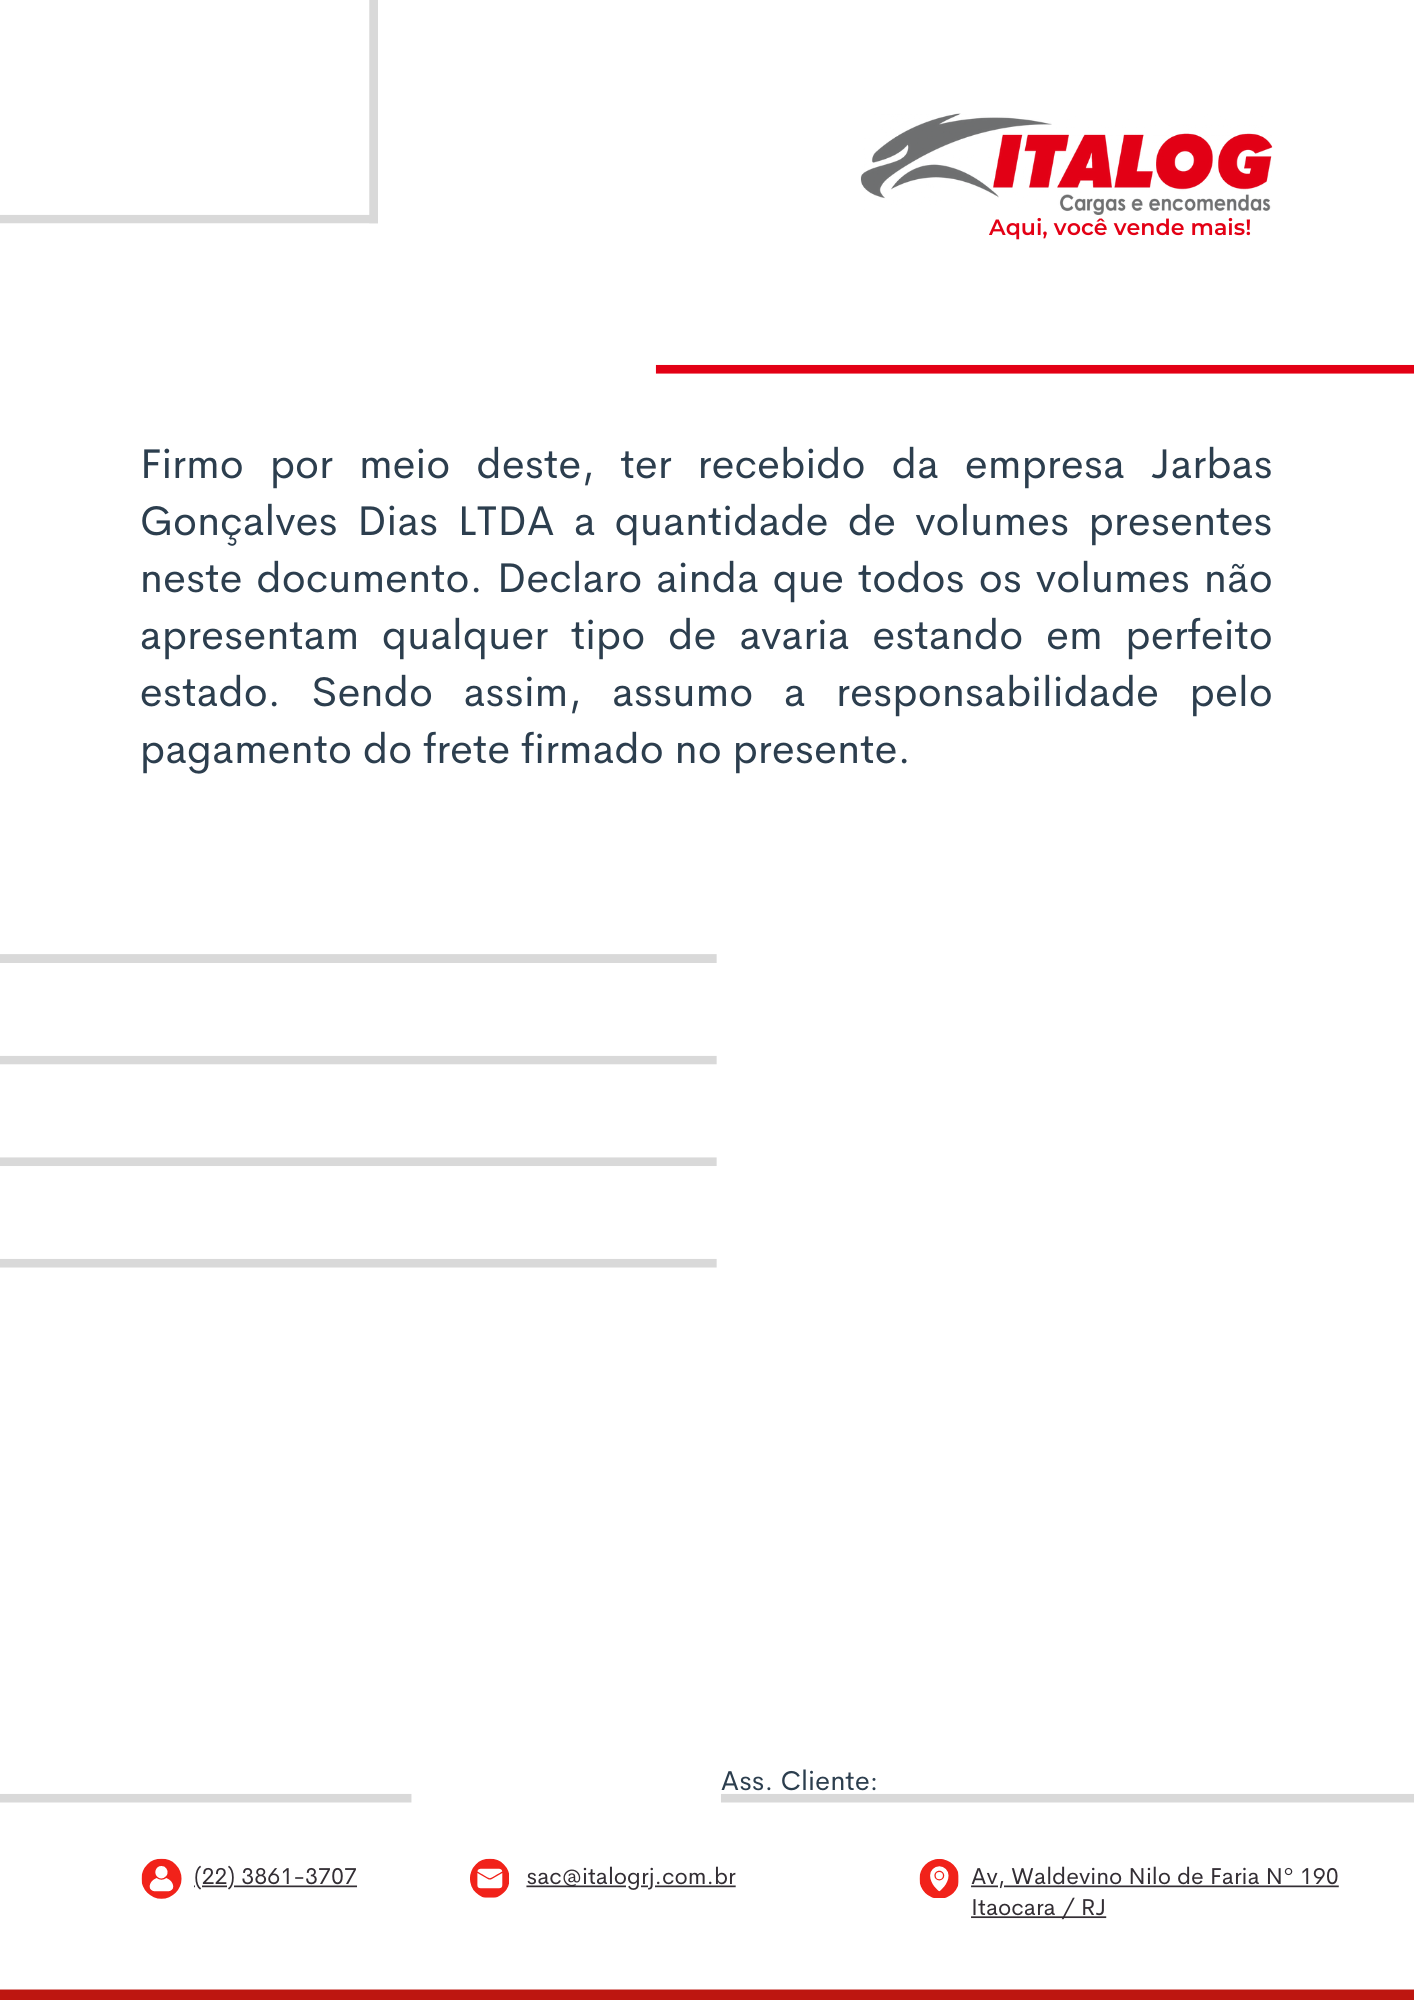 ITALOG
Cargas e encomendas
Aqui, você vende mais!
Firmo por meio deste, ter recebido da empresa Jarbas
Gonçalves Dias LTDA a quantidade de volumes presentes
neste documento. Declaro ainda que todos os volumes não
apresentam qualquer tipo de avaria estando em perfeito
estado. Sendo assim, assumo a responsabilidade pelo
pagamento do frete firmado no presente.
Ass. Cliente:
(22) 3861-3707
sac@italogrj.com.br
Av, Waldevino Nilo de Faria Nº 190
Itaocara / RJ